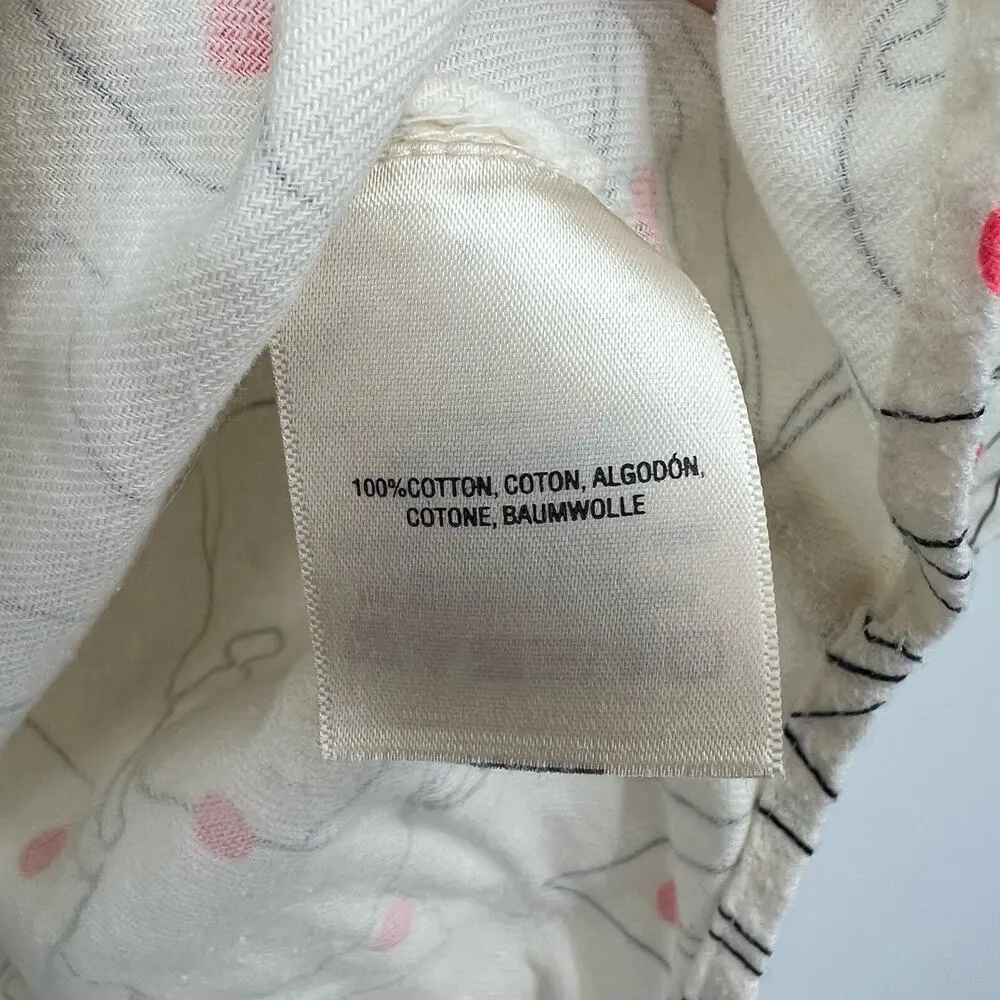 100%COTTON, COTON, ALGODÓN,
COTONE, BAUMWOLLE